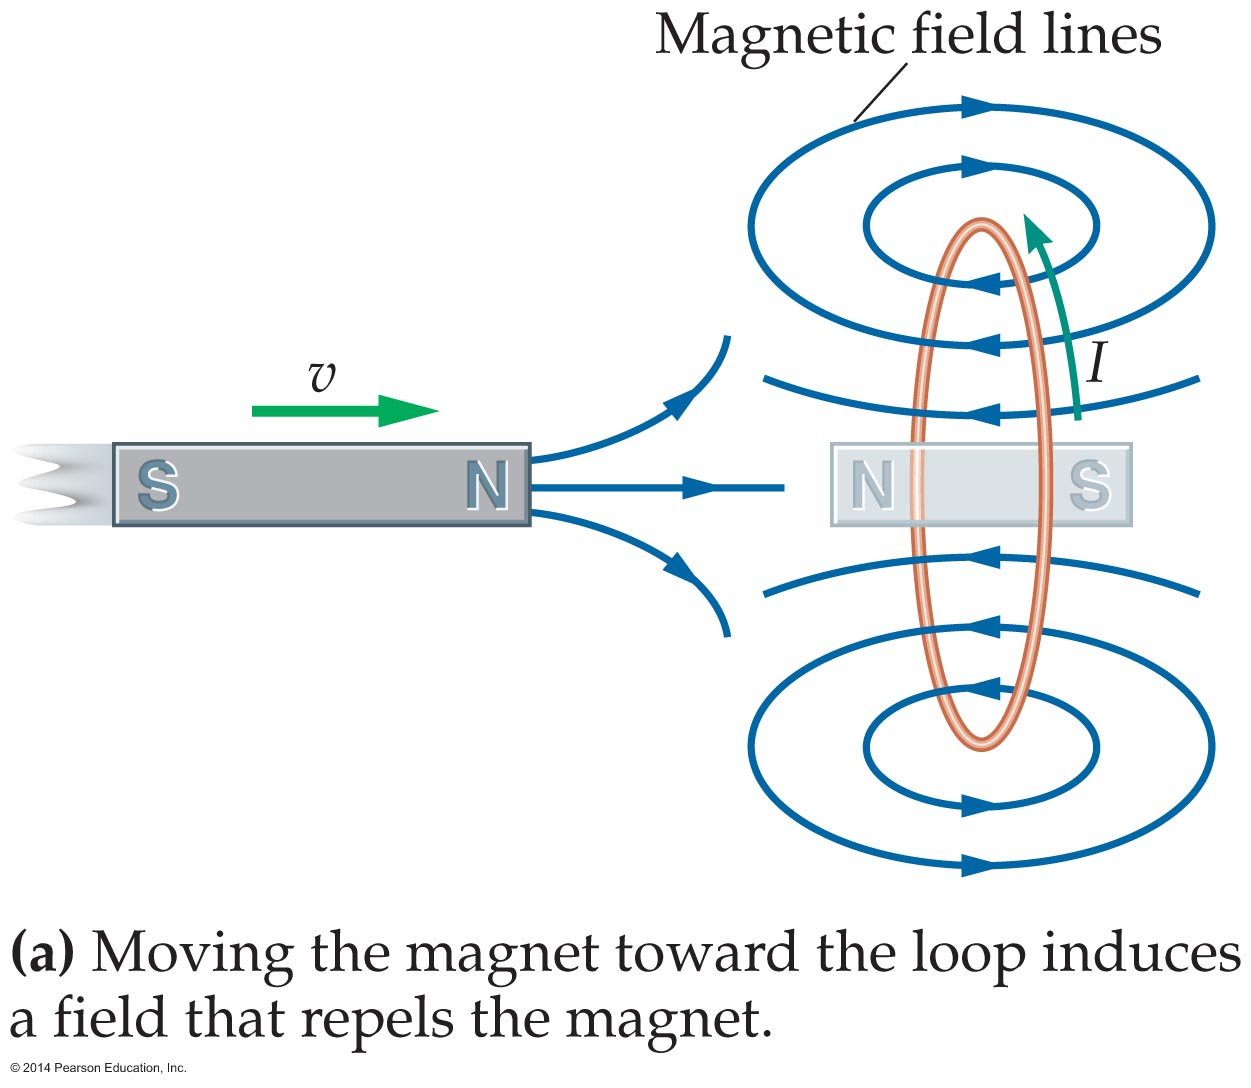 Magnetic field lines
v
I
S
N
N
S
(a) Moving the magnet toward the loop induces
a field that repels the magnet.
© 2014 Pearson Education, Inc.